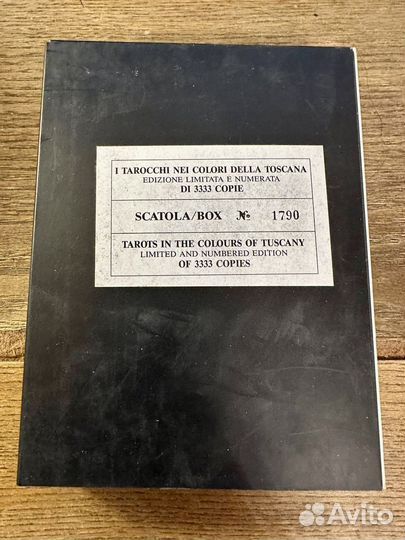 I TAROCCHI NEI COLORI DELLA TOSCANA
EDIZIONE LIMITATA E NUMERATA
DI 3333 COPIE
SCATOLA/BOX № 1790
TAROTS IN THE COLOURS OF TUSCANY
LIMITED AND NUMBERED EDITION
OF 3333 COPIES
Avito